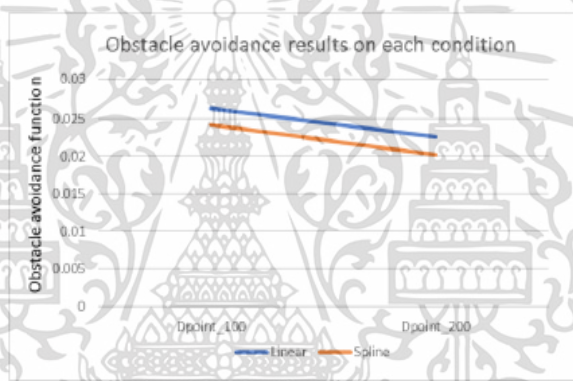 Obstacle avoidance results on each condition
Obstacle avoidance function
0.03
0.025
0.02
0.015
0.01
0.005
0
Dpoint_100 Dpoint_200
Linear Spline